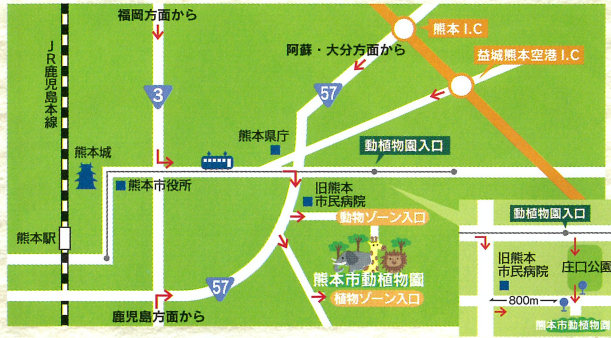 福岡方面から
JR鹿児島本線
3
阿蘇・大分方面から
57
熊本I.C
益城熊本空港I.C
熊本県庁
動植物園入口
熊本城
熊本市役所
旧熊本
市民病院
動物ゾーン入口
熊本駅
熊本市動植物園
植物ゾーン入口
57
鹿児島方面から
動植物園入口
旧熊本
市民病院
庄口公園
800m
熊本市動植物園